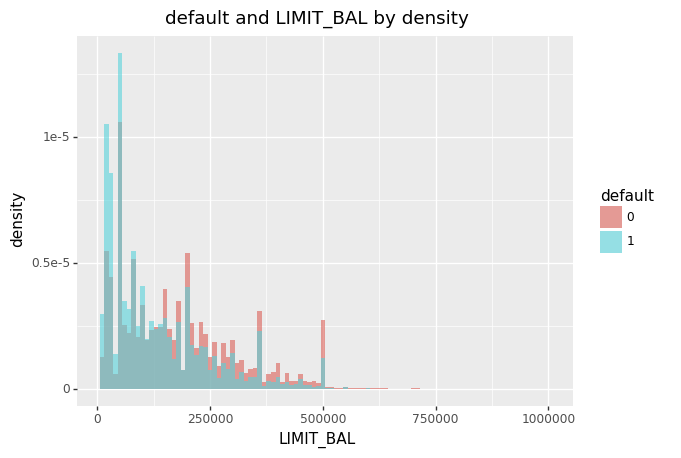 default and LIMIT_BAL by density
density
1e-5
0.5e-5
0
0
250000
500000
750000
1000000
LIMIT_BAL
default
0
1